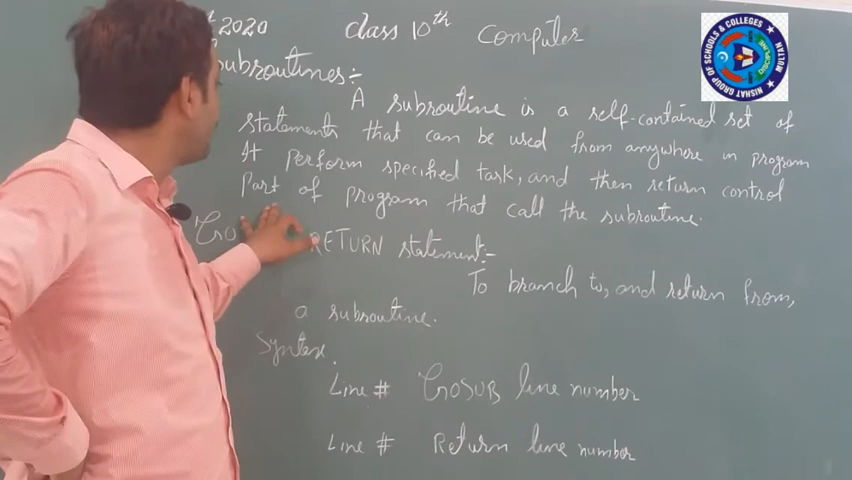 2020 Class 10th Computer
NISHAT GROUP OF SCHOOLS & COLLEGES
MULTAN
Subroutines:-
A subroutine is a self-contained set of
statements that can be used from anywhere in program
It perform specified task, and then return control
Part of program that call the subroutine.
GO RETURN statement:-
To branch to, and return from,
a subroutine.
Syntax.
Line # GOSUB line number
Line # Return line number